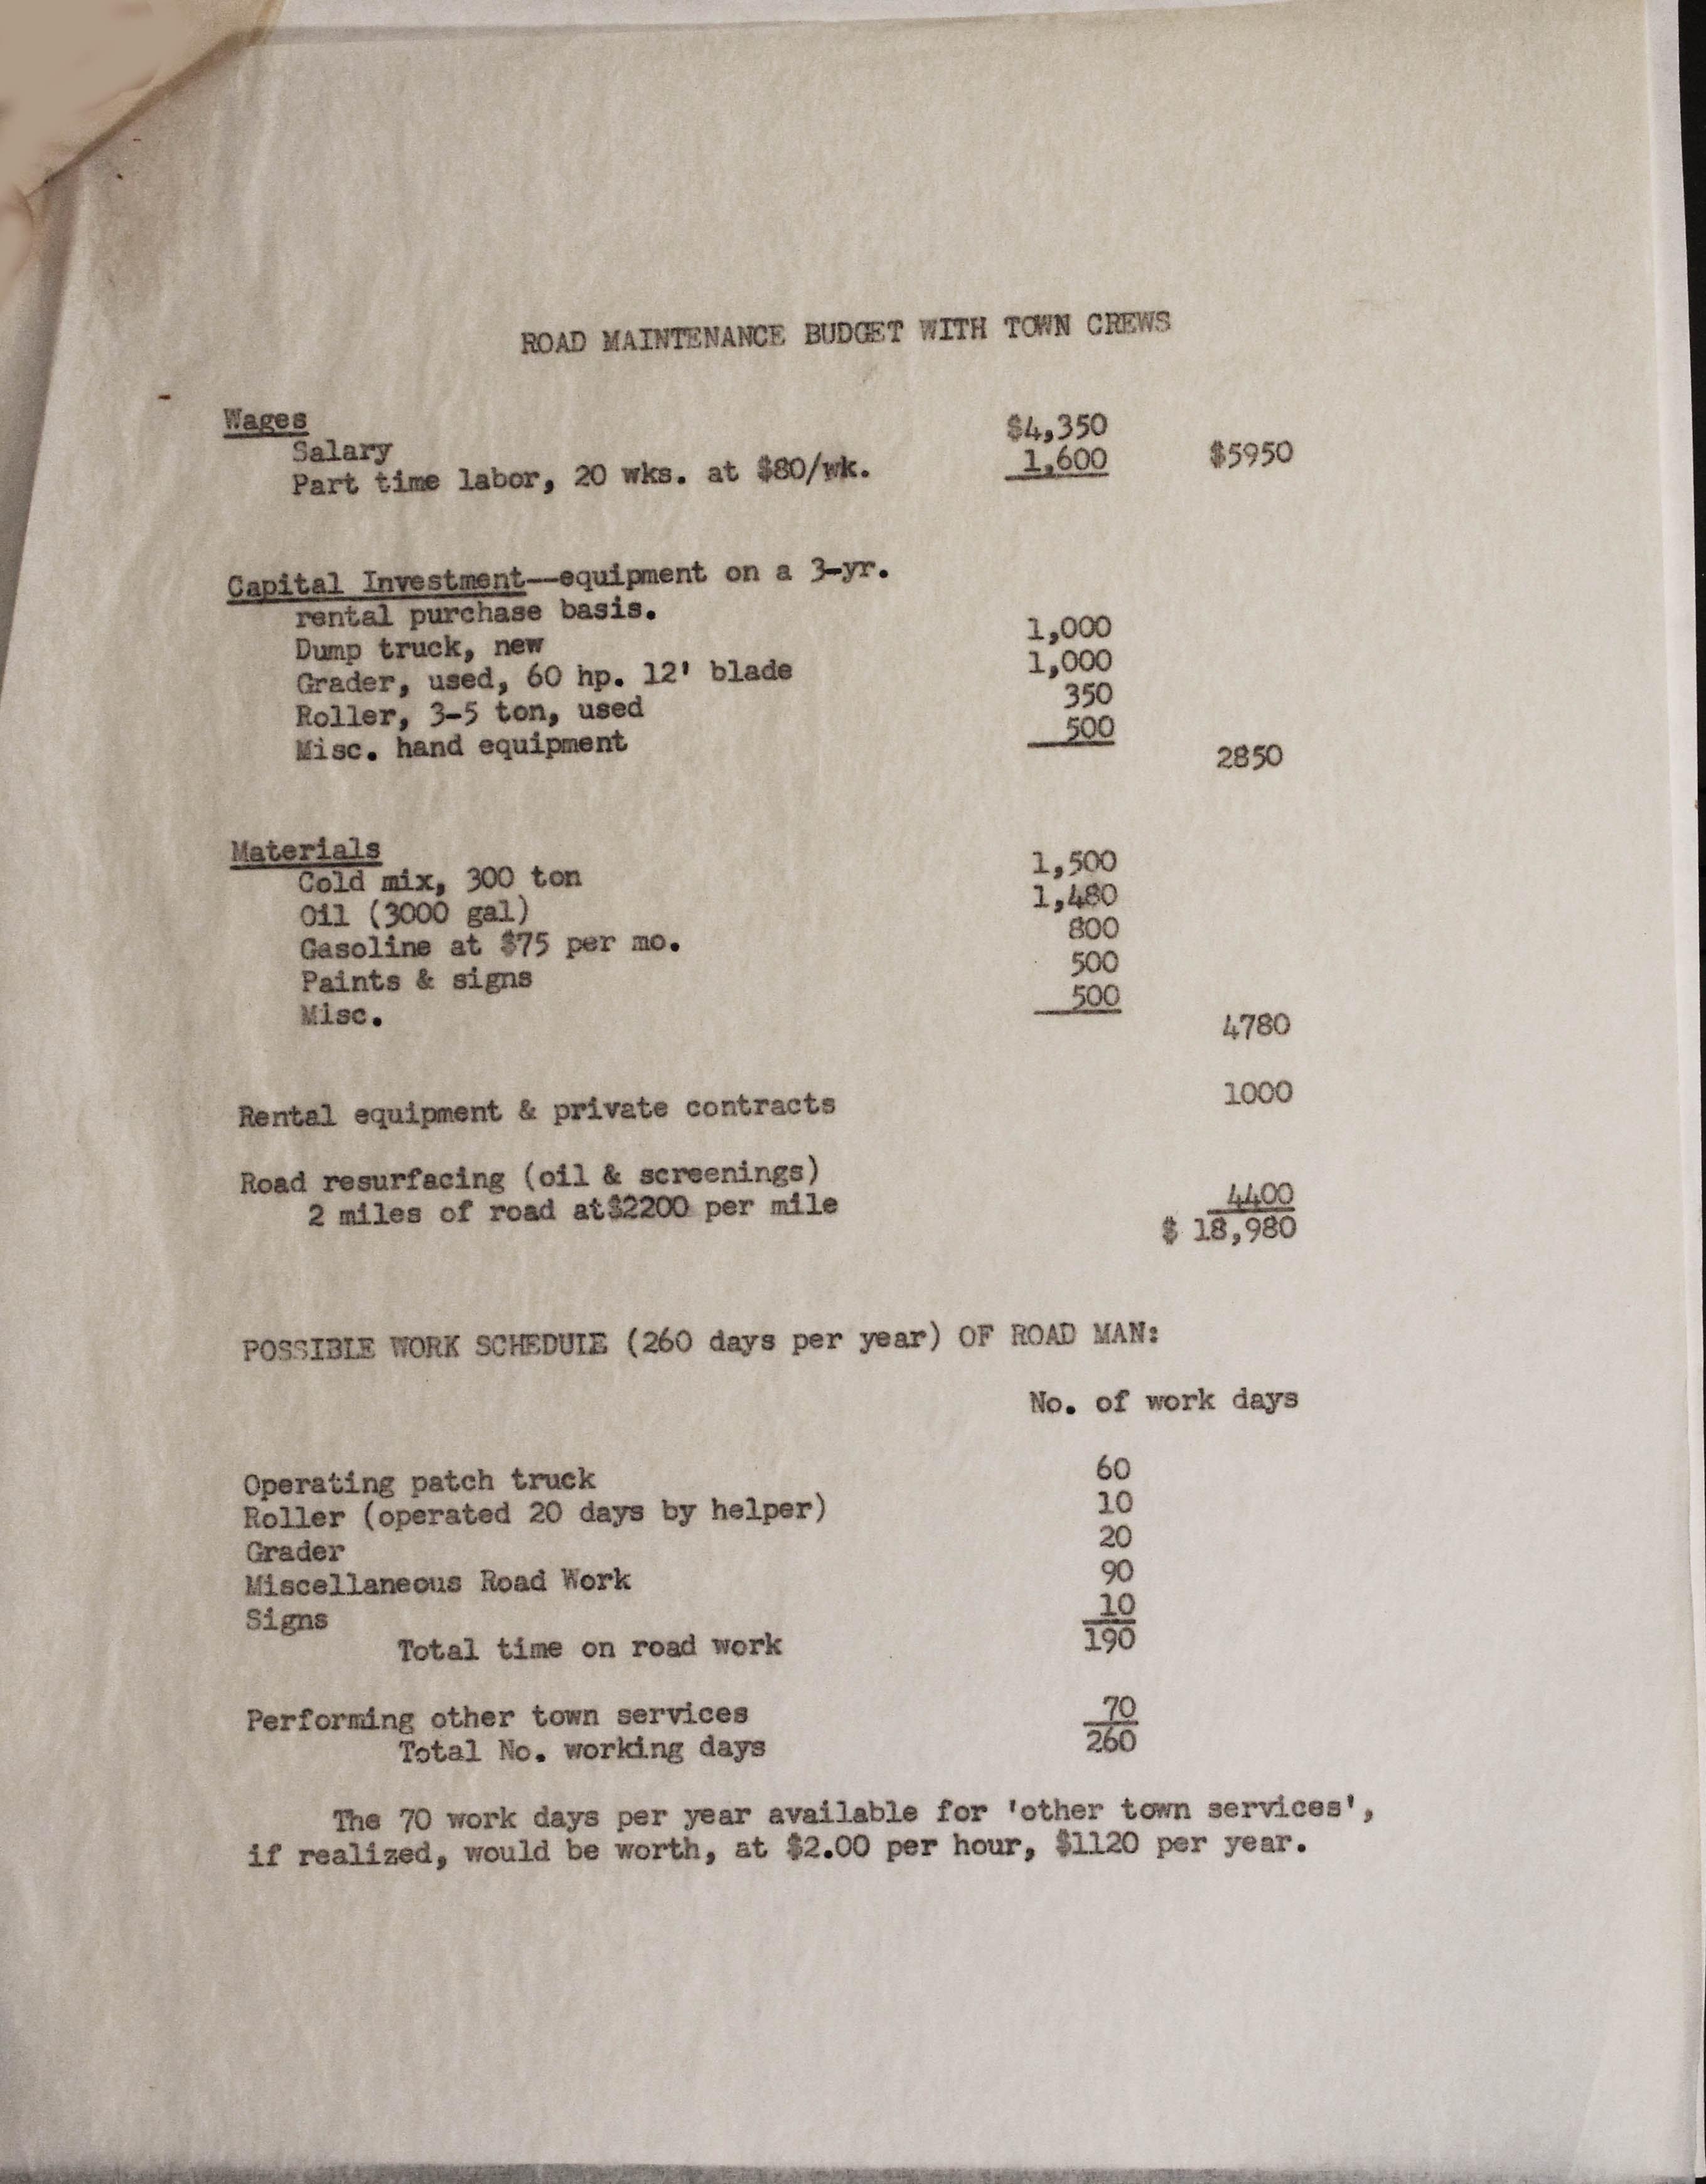 ROAD MAINTENANCE BUDGET WITH TOWN CREWS
Wages
Salary $4,350
Part time labor, 20 wks. at $80/wk. 1,600 $5950
Capital Investment--equipment on a 3-yr.
rental purchase basis.
Dump truck, new 1,000
Grader, used, 60 hp. 12' blade 1,000
Roller, 3-5 ton, used 350
Misc. hand equipment 500
2850
Materials
Cold mix, 300 ton 1,500
Oil (3000 gal) 1,480
Gasoline at $75 per mo. 800
Paints & signs 500
Misc. 500
4780
Rental equipment & private contracts 1000
Road resurfacing (oil & screenings)
2 miles of road at$2200 per mile 4400
$ 18,980
POSSIBLE WORK SCHEDULE (260 days per year) OF ROAD MAN:
No. of work days
Operating patch truck 60
Roller (operated 20 days by helper) 10
Grader 20
Miscellaneous Road Work 90
Signs 10
Total time on road work 190
Performing other town services 70
Total No. working days 260
The 70 work days per year available for 'other town services',
if realized, would be worth, at $2.00 per hour, $1120 per year.